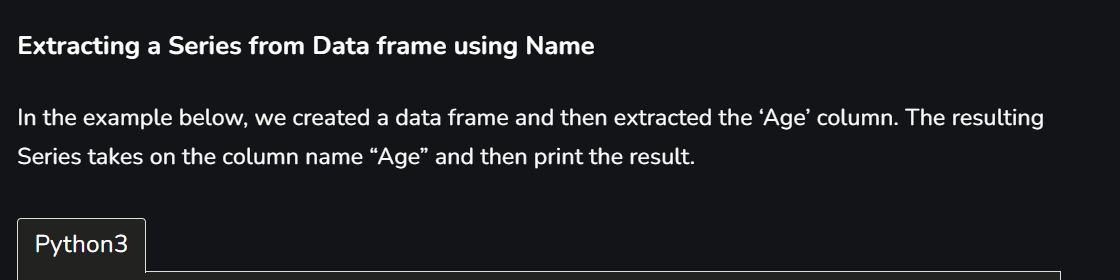 Extracting a Series from Data frame using Name
In the example below, we created a data frame and then extracted the ‘Age’ column. The resulting
Series takes on the column name “Age” and then print the result.
Python3